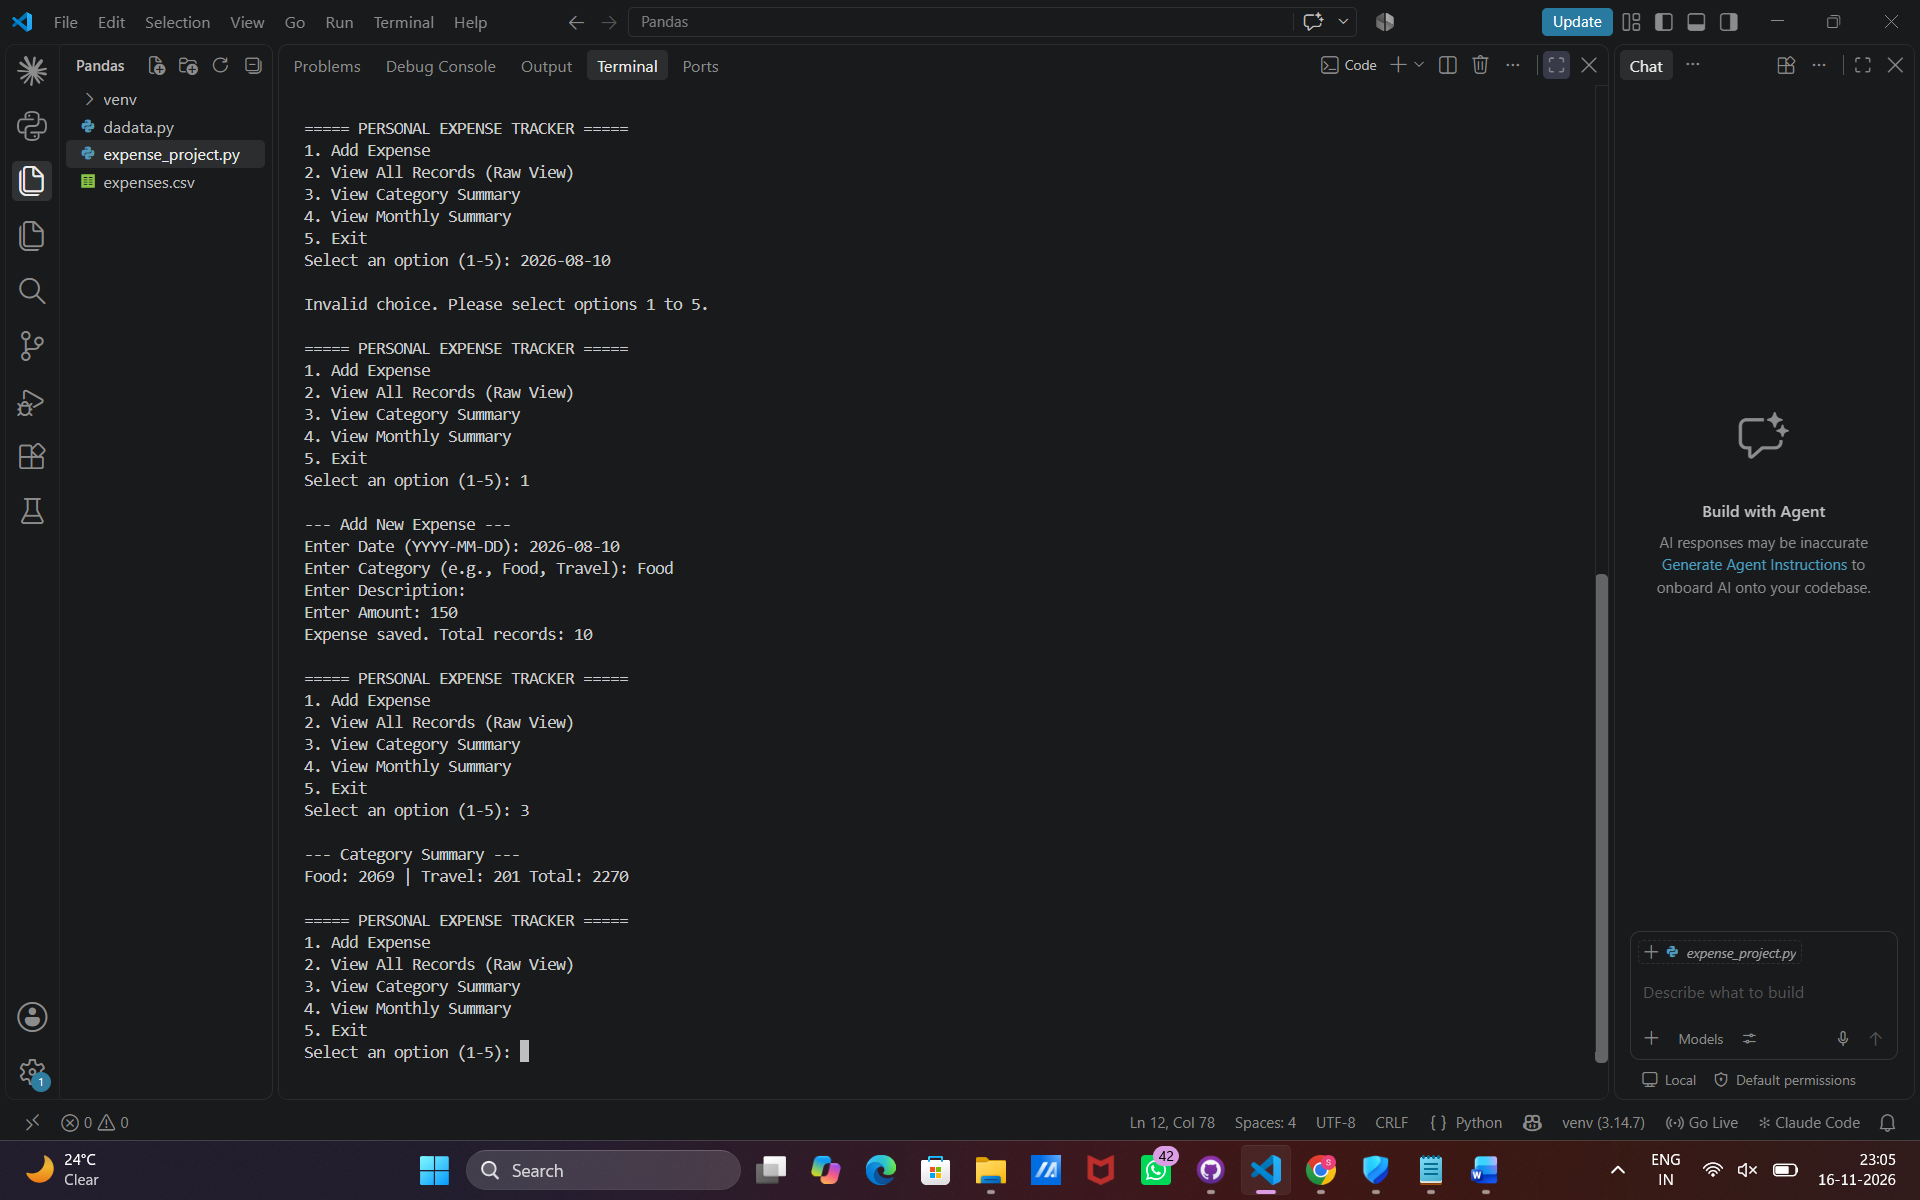 File Edit Selection View Go Run Terminal Help
Pandas
Update
Pandas
venv
dadata.py
expense_project.py
expenses.csv
Problems Debug Console Output Terminal Ports
Code
===== PERSONAL EXPENSE TRACKER =====
1. Add Expense
2. View All Records (Raw View)
3. View Category Summary
4. View Monthly Summary
5. Exit
Select an option (1-5): 2026-08-10
Invalid choice. Please select options 1 to 5.
===== PERSONAL EXPENSE TRACKER =====
1. Add Expense
2. View All Records (Raw View)
3. View Category Summary
4. View Monthly Summary
5. Exit
Select an option (1-5): 1
--- Add New Expense ---
Enter Date (YYYY-MM-DD): 2026-08-10
Enter Category (e.g., Food, Travel): Food
Enter Description:
Enter Amount: 150
Expense saved. Total records: 10
===== PERSONAL EXPENSE TRACKER =====
1. Add Expense
2. View All Records (Raw View)
3. View Category Summary
4. View Monthly Summary
5. Exit
Select an option (1-5): 3
--- Category Summary ---
Food: 2069 | Travel: 201 Total: 2270
===== PERSONAL EXPENSE TRACKER =====
1. Add Expense
2. View All Records (Raw View)
3. View Category Summary
4. View Monthly Summary
5. Exit
Select an option (1-5):
Chat
Build with Agent
AI responses may be inaccurate
Generate Agent Instructions to
onboard AI onto your codebase.
expense_project.py
Describe what to build
Models
Local Default permissions
1
0 0
Ln 12, Col 78 Spaces: 4 UTF-8 CRLF { } Python venv (3.14.7) Go Live Claude Code
24°C
Clear
Search
42
S
W
ENG
IN
23:05
16-11-2026